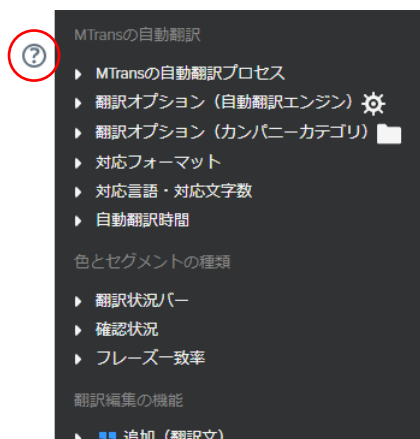 MTransの自動翻訳
MTransの自動翻訳プロセス
翻訳オプション（自動翻訳エンジン）
翻訳オプション（カンパニーカテゴリ）
対応フォーマット
対応言語・対応文字数
自動翻訳時間
色とセグメントの種類
翻訳状況バー
確認状況
フレーズ一致率
翻訳編集の機能
追加（翻訳文）